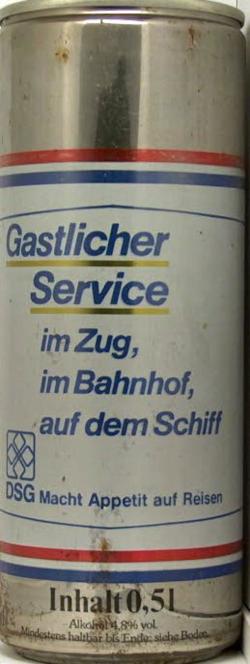 Gastlicher
Service
im Zug,
im Bahnhof,
auf dem Schiff
DSG Macht Appetit auf Reisen
Inhalt 0,5l
Alkohol 4,8% vol.
Mindestens haltbar bis Ende: siehe Boden